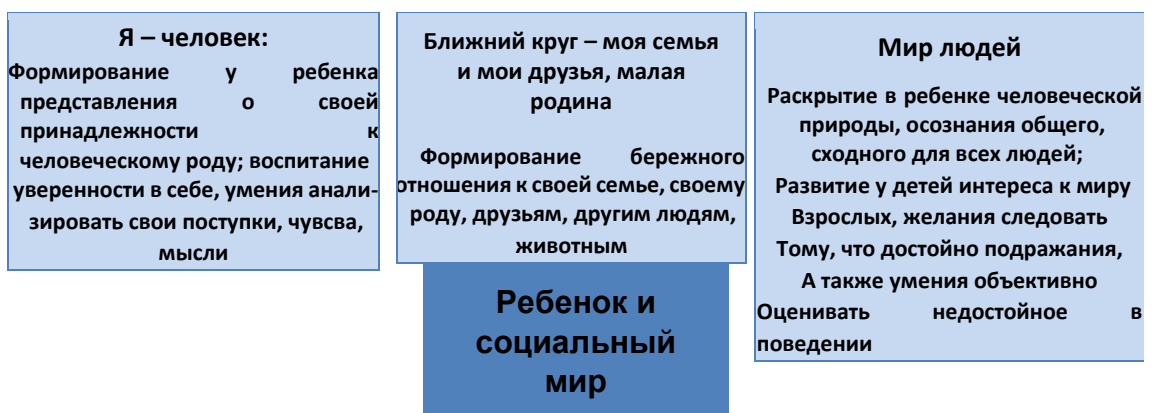 Я – человек:
Формирование у ребенка
представления о своей
принадлежности к
человеческому роду; воспитание
уверенности в себе, умения анали-
зировать свои поступки, чувсва,
мысли
Ближний круг – моя семья
и мои друзья, малая
родина
Формирование бережного
отношения к своей семье, своему
роду, друзьям, другим людям,
животным
Мир людей
Раскрытие в ребенке человеческой
природы, осознания общего,
сходного для всех людей;
Развитие у детей интереса к миру
Взрослых, желания следовать
Тому, что достойно подражания,
А также умения объективно
Оценивать недостойное в
поведении
Ребенок и
социальный
мир